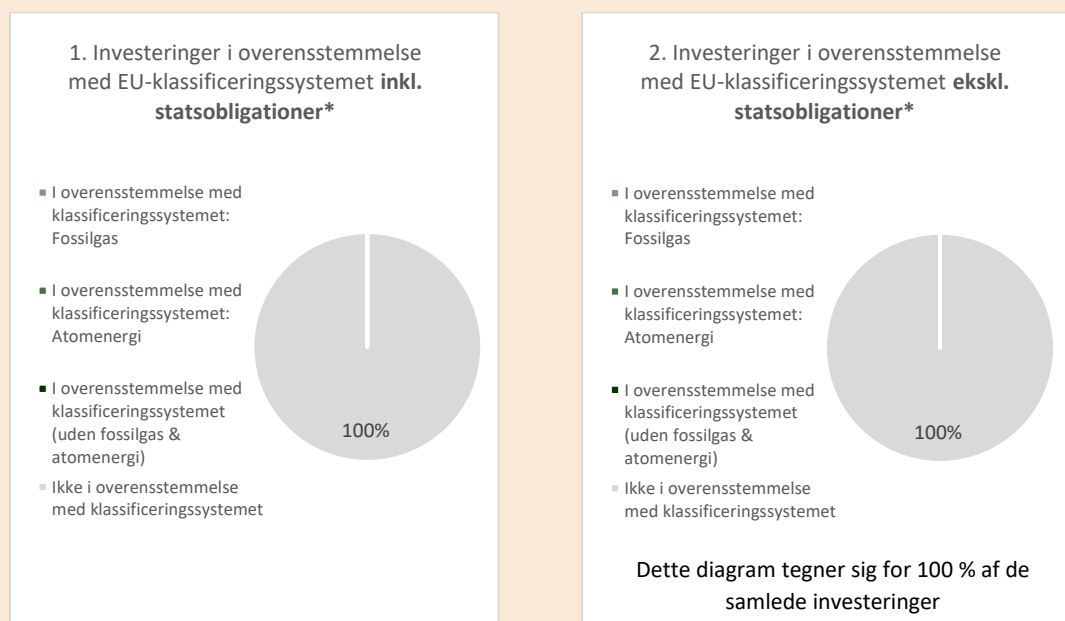 1. Investeringer i overensstemmelse
med EU-klassificeringssystemet inkl.
statsobligationer*
I overensstemmelse med
klassificeringssystemet:
Fossilgas
I overensstemmelse med
klassificeringssystemet:
Atomenergi
I overensstemmelse med
klassificeringssystemet
(uden fossilgas &
atomenergi)
Ikke i overensstemmelse
med klassificeringssystemet
100%
2. Investeringer i overensstemmelse
med EU-klassificeringssystemet ekskl.
statsobligationer*
I overensstemmelse med
klassificeringssystemet:
Fossilgas
I overensstemmelse med
klassificeringssystemet:
Atomenergi
I overensstemmelse med
klassificeringssystemet
(uden fossilgas &
atomenergi)
Ikke i overensstemmelse
med klassificeringssystemet
100%
Dette diagram tegner sig for 100 % af de
samlede investeringer